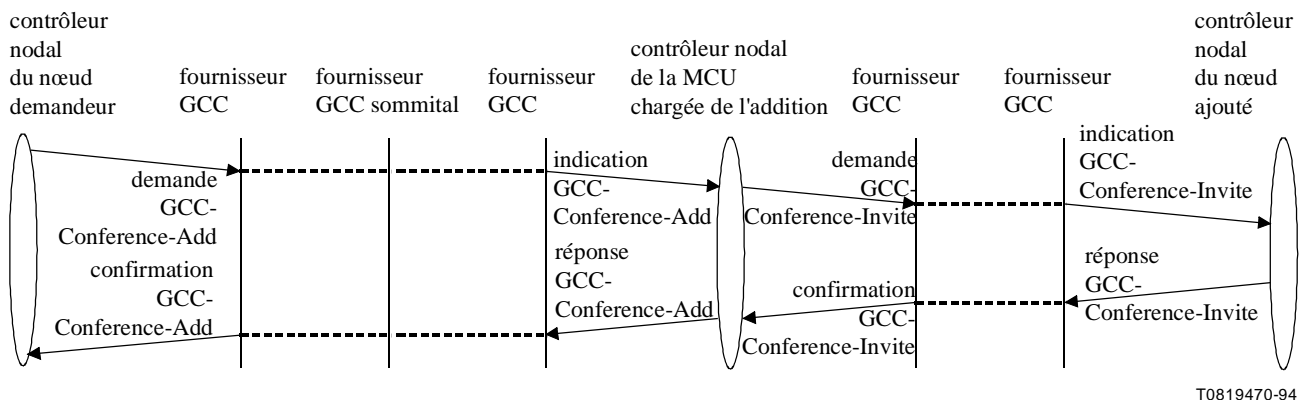 contrôleur
nodal
du nœud
demandeur
fournisseur
GCC
fournisseur
GCC sommital
fournisseur
GCC
contrôleur nodal
de la MCU
chargée de l'addition
fournisseur
GCC
fournisseur
GCC
contrôleur
nodal
du nœud
ajouté
demande
GCC-
Conference-Add
indication
GCC-
Conference-Add
demande
GCC-
Conference-Invite
indication
GCC-
Conference-Invite
confirmation
GCC-
Conference-Add
réponse
GCC-
Conference-Add
confirmation
GCC-
Conference-Invite
réponse
GCC-
Conference-Invite
T0819470-94